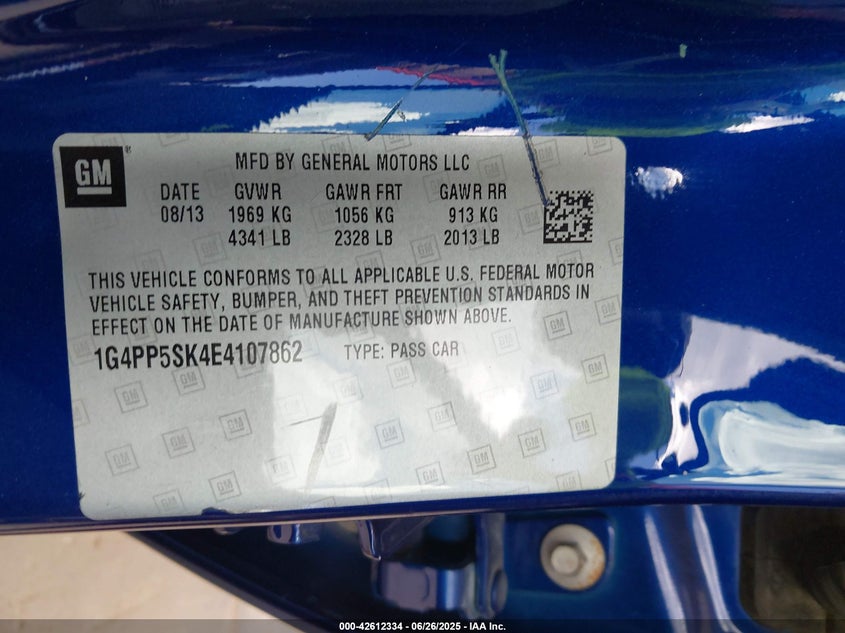 GM
MFD BY GENERAL MOTORS LLC
DATE GVWR GAWR FRT GAWR RR
08/13 1969 KG 1056 KG 913 KG
4341 LB 2328 LB 2013 LB
THIS VEHICLE CONFORMS TO ALL APPLICABLE U.S. FEDERAL MOTOR
VEHICLE SAFETY, BUMPER, AND THEFT PREVENTION STANDARDS IN
EFFECT ON THE DATE OF MANUFACTURE SHOWN ABOVE.
1G4PP5SK4E4107862 TYPE: PASS CAR
000-42612334 - 06/26/2025 - IAA Inc.